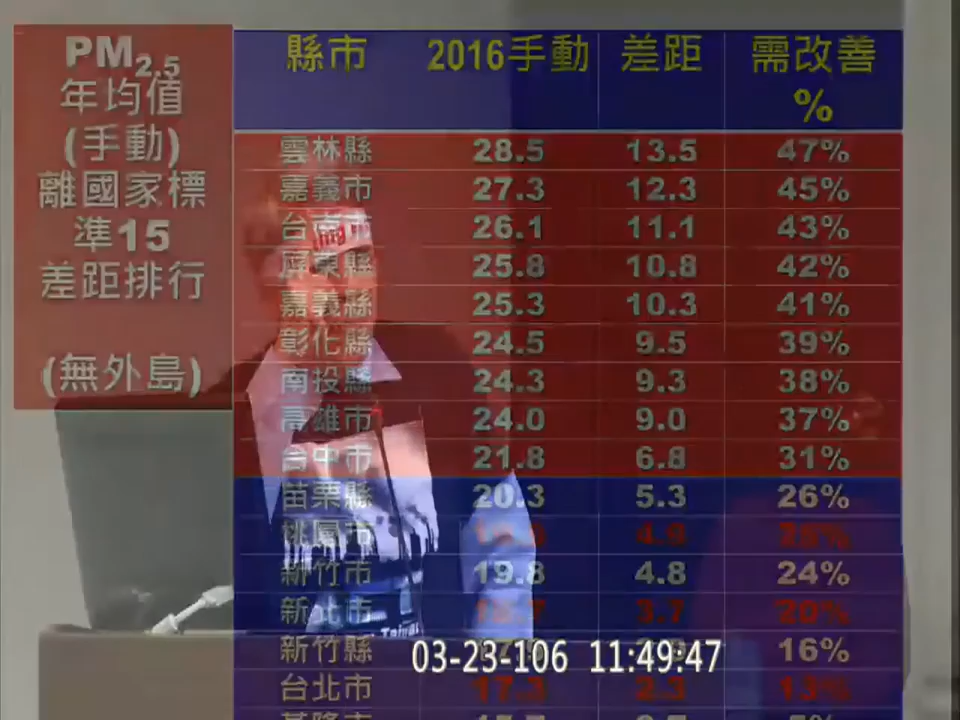 PM2.5
年均值
(手動)
離國家標
準15
差距排行
(無外島)
縣市 2016手動 差距 需改善
%
雲林縣 28.5 13.5 47%
嘉義市 27.3 12.3 45%
台南市 26.1 11.1 43%
屏東縣 25.8 10.8 42%
嘉義縣 25.3 10.3 41%
彰化縣 24.5 9.5 39%
南投縣 24.3 9.3 38%
高雄市 24.0 9.0 37%
台中市 21.8 6.8 31%
苗栗縣 20.3 5.3 26%
桃園市 4.9
新竹市 19.8 4.8 24%
新北市 3.7 20%
新竹縣 16%
台北市 17.3 2.3 13%
Taiwan
03-23-106 11:49:47